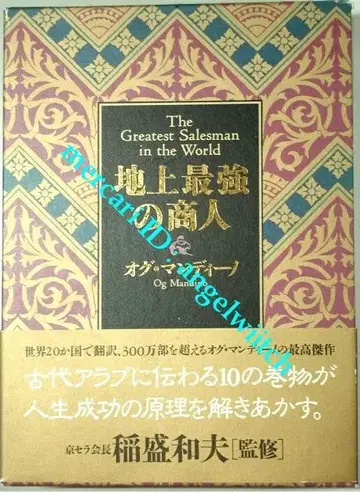 The
Greatest Salesman
in the World
地上最強
の商人
オグ・マンディーノ
Og Mandino
世界20か国で翻訳、300万部を超えるオグ・マンディーノの最高傑作
古代アラブに伝わる10の巻物が
人生成功の原理を解きあかす。
京セラ会長 稲盛和夫[監修]